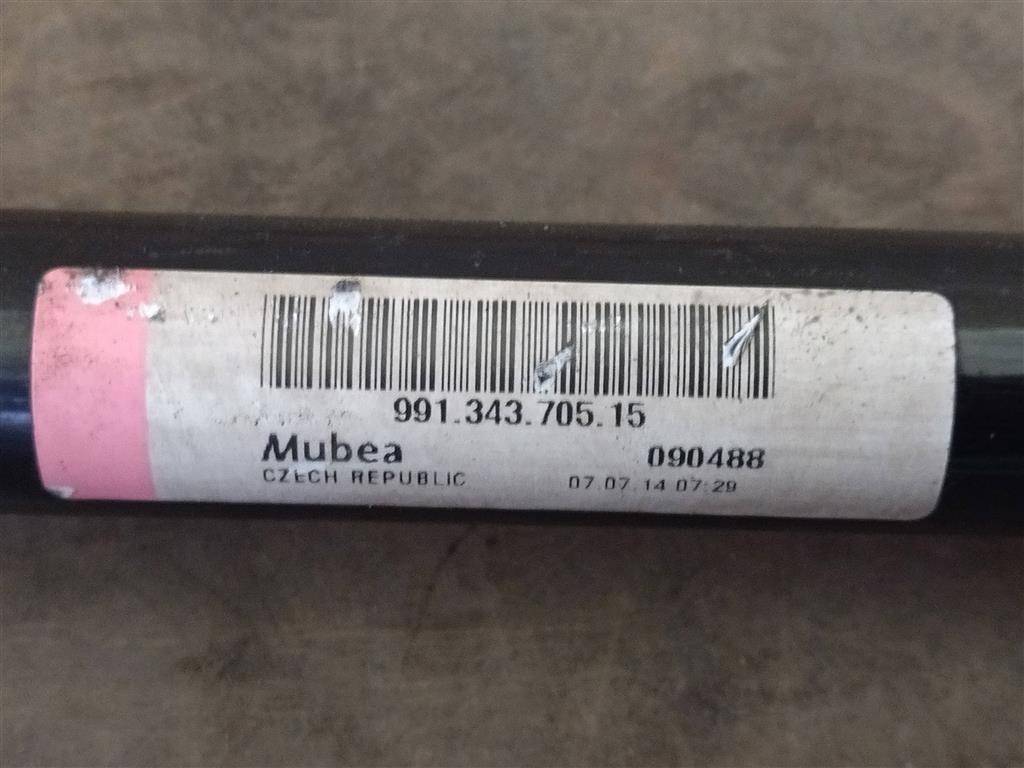 991.343.705.15
Mubea 090488
CZECH REPUBLIC 07.07.14 07:29